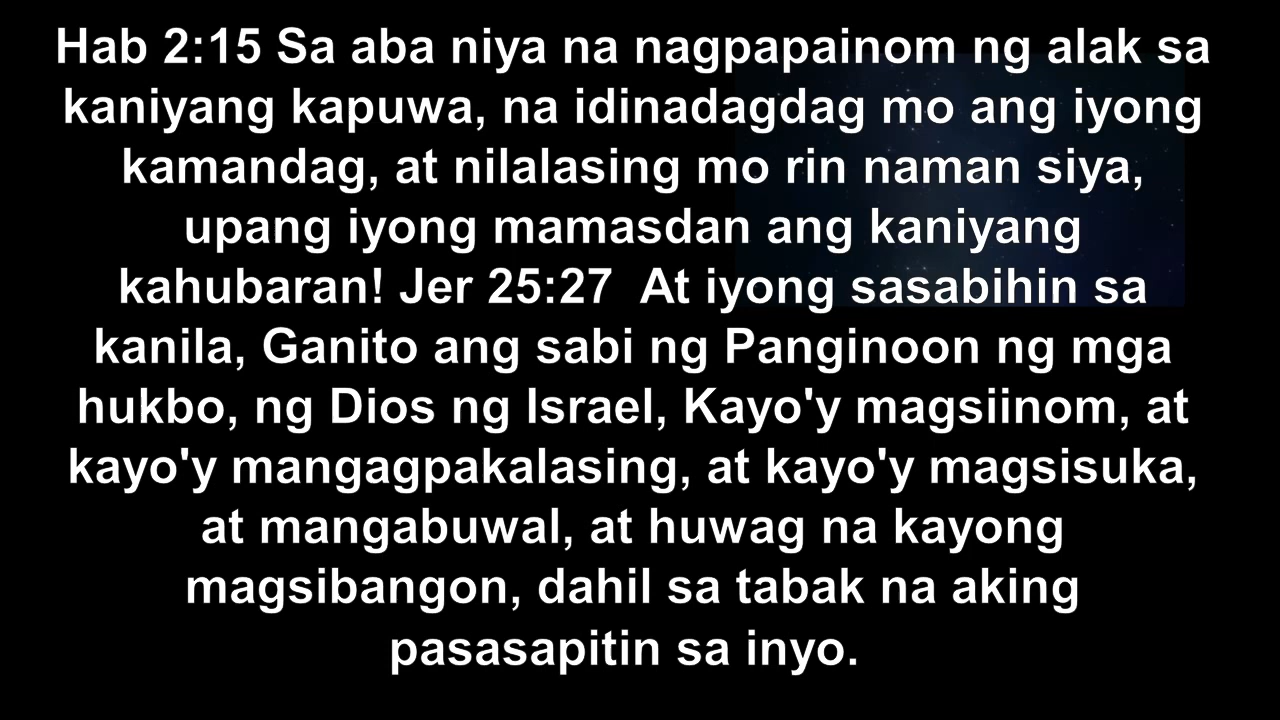 Hab 2:15 Sa aba niya na nagpapainom ng alak sa
kaniyang kapuwa, na idinadagdag mo ang iyong
kamandag, at nilalasing mo rin naman siya,
upang iyong mamasdan ang kaniyang
kahubaran! Jer 25:27  At iyong sasabihin sa
kanila, Ganito ang sabi ng Panginoon ng mga
hukbo, ng Dios ng Israel, Kayo'y magsiinom, at
kayo'y mangagpakalasing, at kayo'y magsisuka,
at mangabuwal, at huwag na kayong
magsibangon, dahil sa tabak na aking
pasasapitin sa inyo.